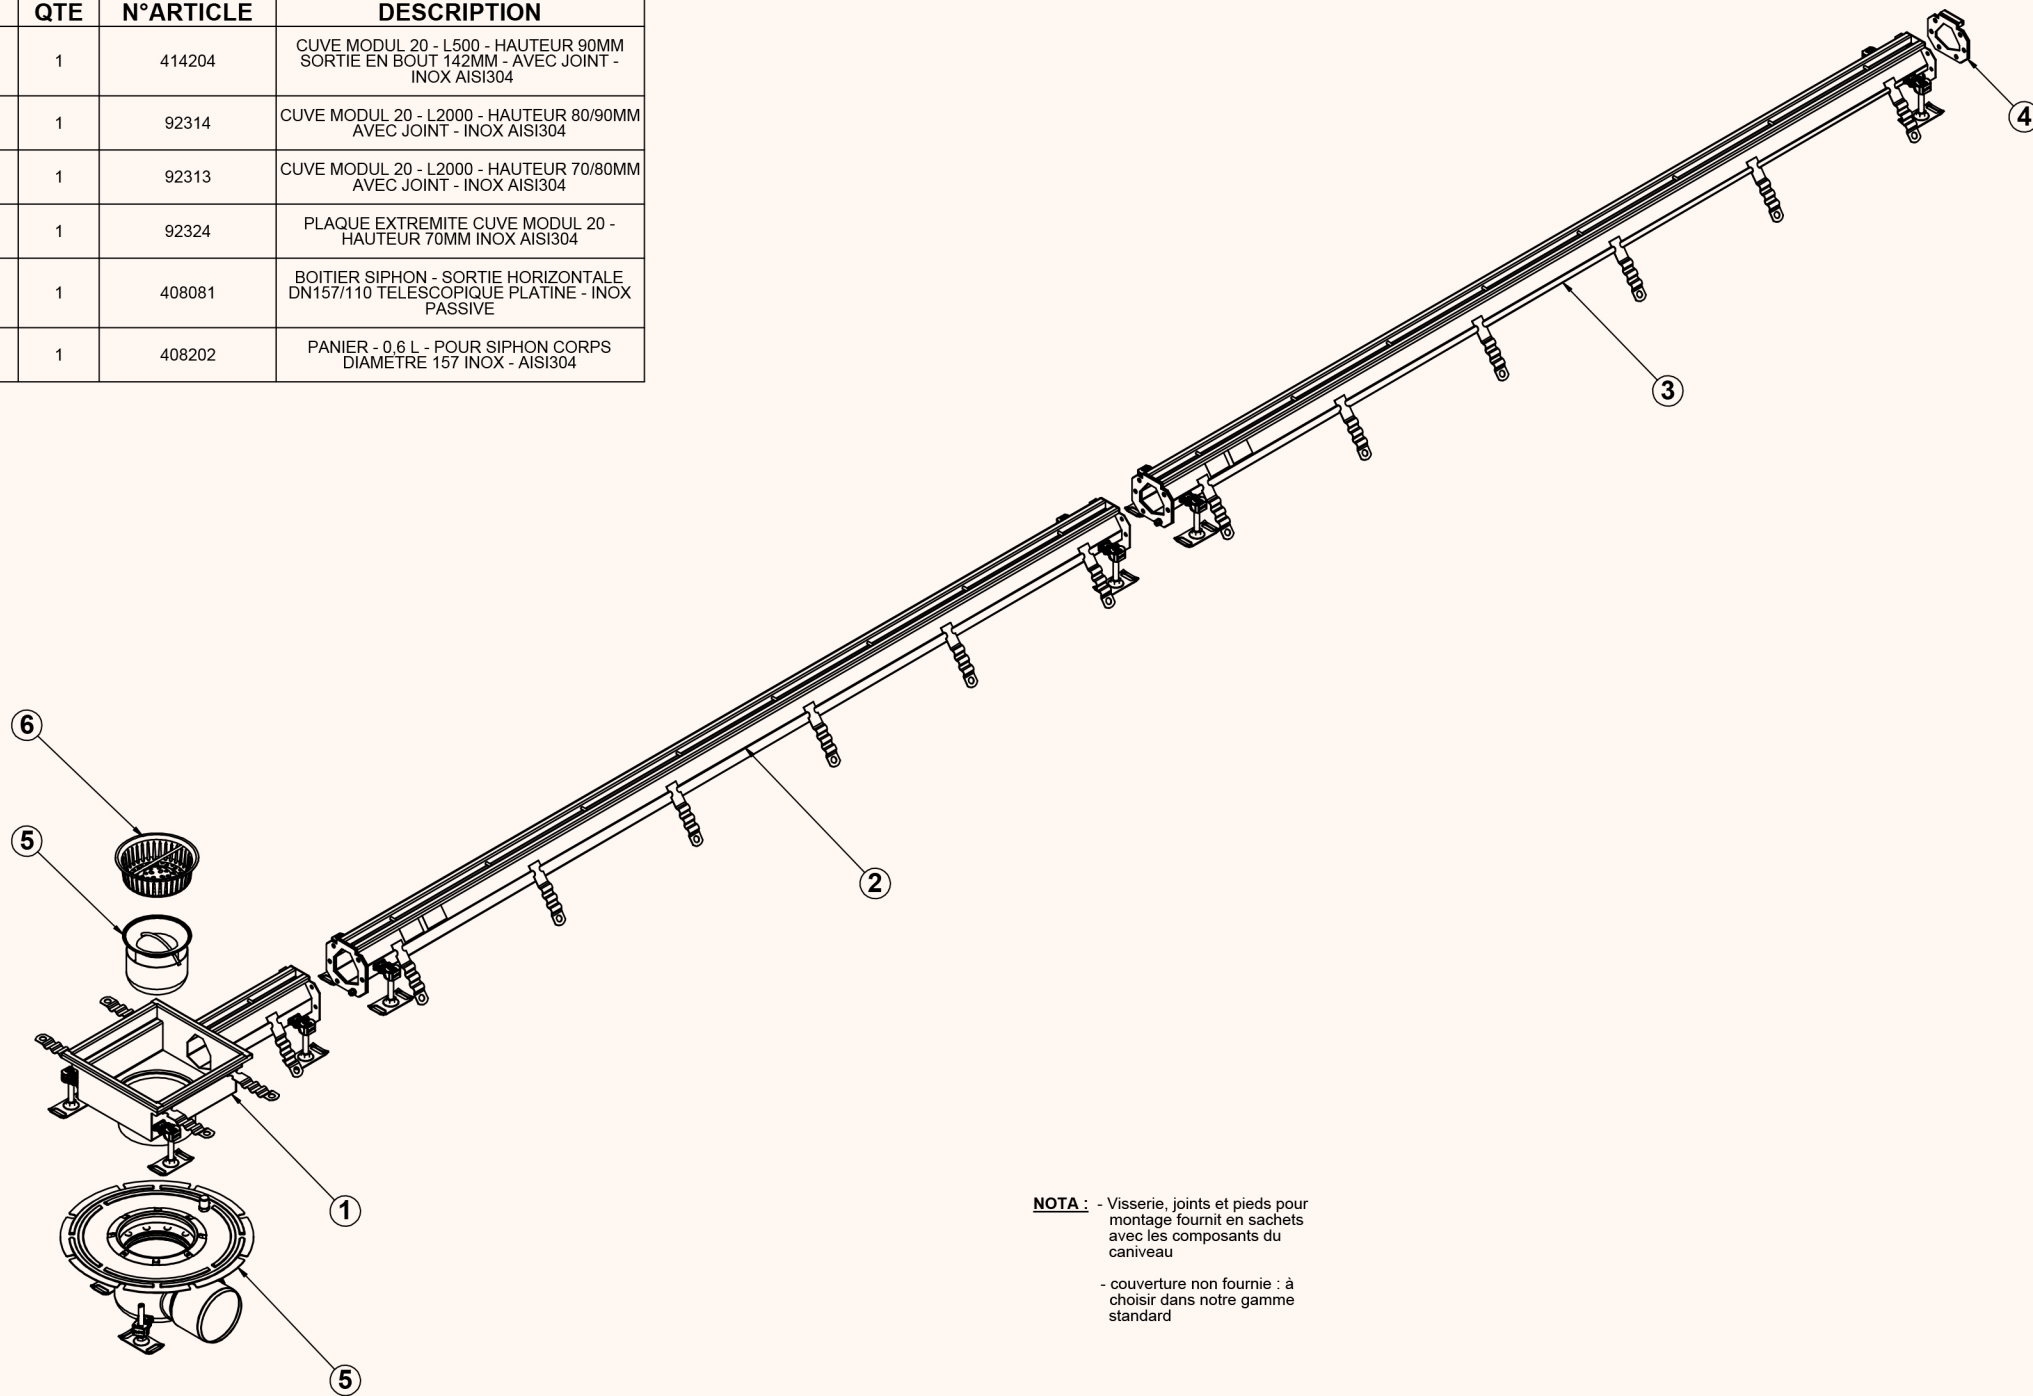 QTE N°ARTICLE DESCRIPTION
1 414204 CUVE MODUL 20 - L500 - HAUTEUR 90MM
SORTIE EN BOUT 142MM - AVEC JOINT -
INOX AISI304
1 92314 CUVE MODUL 20 - L2000 - HAUTEUR 80/90MM
AVEC JOINT - INOX AISI304
1 92313 CUVE MODUL 20 - L2000 - HAUTEUR 70/80MM
AVEC JOINT - INOX AISI304
1 92324 PLAQUE EXTREMITE CUVE MODUL 20 -
HAUTEUR 70MM INOX AISI304
1 408081 BOITIER SIPHON - SORTIE HORIZONTALE
DN157/110 TELESCOPIQUE PLATINE - INOX
PASSIVE
1 408202 PANIER - 0,6 L - POUR SIPHON CORPS
DIAMETRE 157 INOX - AISI304
4
3
6
5
2
1
5
NOTA : - Visserie, joints et pieds pour
montage fournit en sachets
avec les composants du
caniveau
- couverture non fournie : à
choisir dans notre gamme
standard